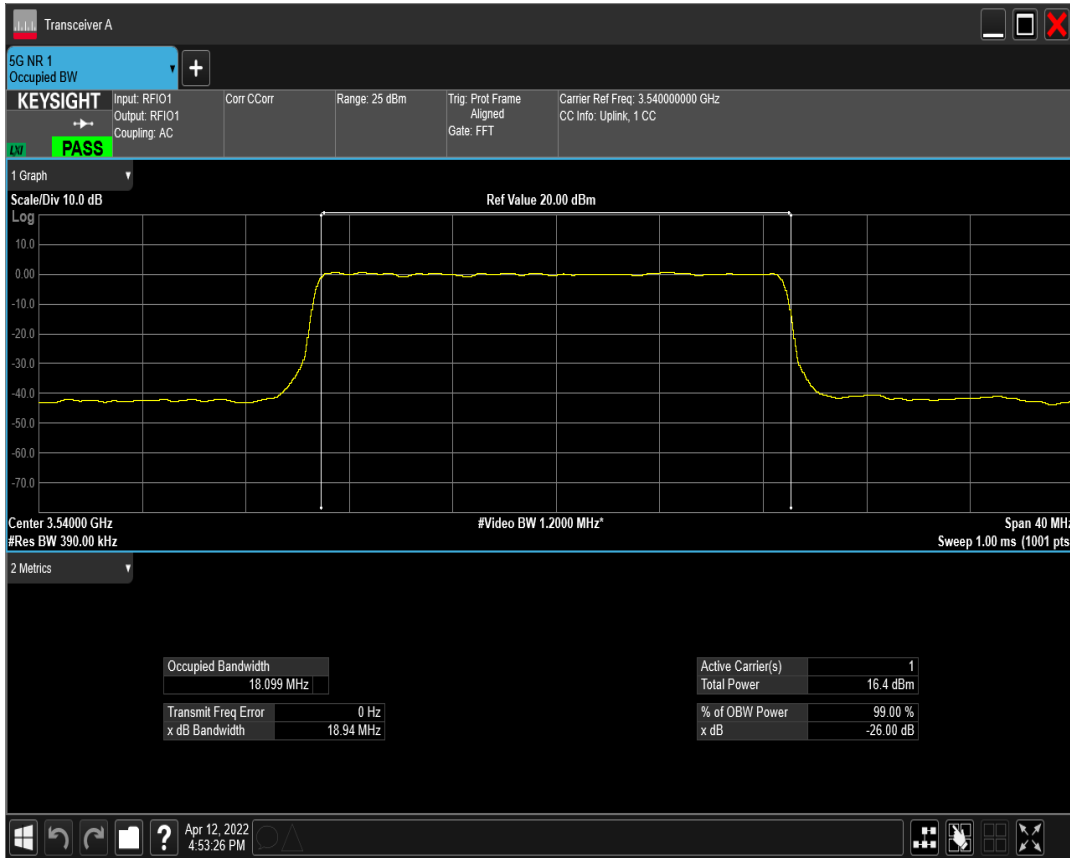 Transceiver A
5G NR 1
Occupied BW
+
KEYSIGHT
LXI
PASS
Input: RFIO1
Output: RFIO1
Coupling: AC
Corr CCorr
Range: 25 dBm
Trig: Prot Frame
Aligned
Gate: FFT
Carrier Ref Freq: 3.540000000 GHz
CC Info: Uplink, 1 CC
1 Graph
Scale/Div 10.0 dB
Ref Value 20.00 dBm
Log
10.0
0.00
-10.0
-20.0
-30.0
-40.0
-50.0
-60.0
-70.0
Center 3.54000 GHz
#Video BW 1.2000 MHz*
Span 40 MHz
#Res BW 390.00 kHz
Sweep 1.00 ms (1001 pts
2 Metrics
Occupied Bandwidth
18.099 MHz
Transmit Freq Error 0 Hz
x dB Bandwidth 18.94 MHz
Active Carrier(s) 1
Total Power 16.4 dBm
% of OBW Power 99.00 %
x dB -26.00 dB
?
Apr 12, 2022
4:53:26 PM